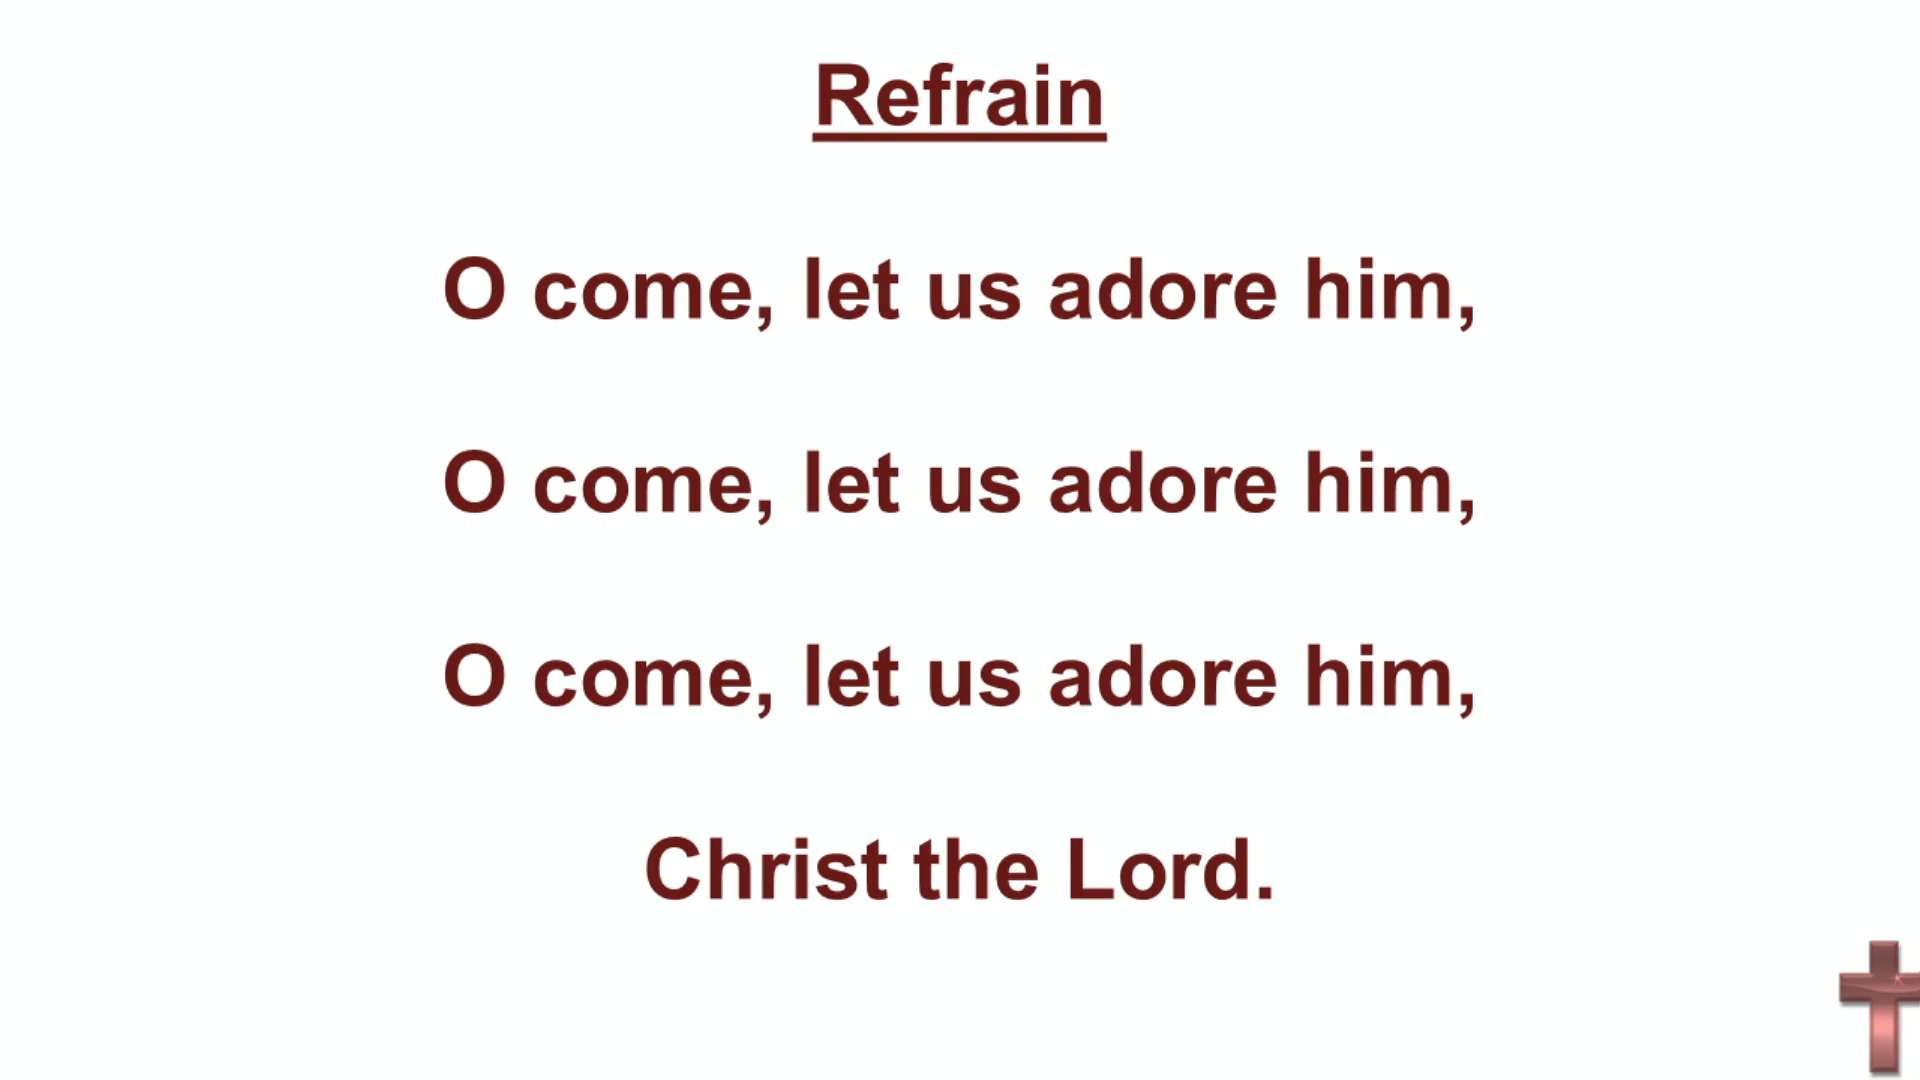 Refrain
O come, let us adore him,
O come, let us adore him,
O come, let us adore him,
Christ the Lord.